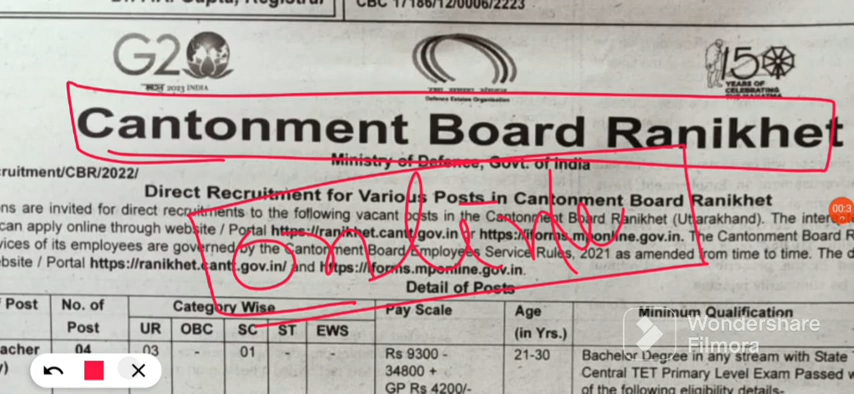 CBC 17186/12/0006/2223
G20
2023 INDIA
150
YEARS OF
CELEBRATING
Defence Estates Organisation
Cantonment Board Ranikhet
Ministry of Defence, Govt. of India
ruitment/CBR/2022/
Direct Recruitment for Various Posts in Cantonment Board Ranikhet
ns are invited for direct recruitments to the following vacant posts in the Cantonment Board Ranikhet (Uttarakhand). The inter
can apply online through website / Portal https://ranikhet.cantt.gov.in or https://forms.mponline.gov.in. The Cantonment Board R
vices of its employees are governed by the Cantonment Board Employees Service Rules, 2021 as amended from time to time. The d
bsite / Portal https://ranikhet.cantt.gov.in/ and https://forms.mponline.gov.in.
online
00:3
Detail of Posts
Post No. of Category Wise Pay Scale Age Minimum Qualification
Post UR OBC SC ST EWS (in Yrs.)
acher 04 03 - 01 - - Rs 9300 - 21-30 Bachelor Degree in any stream with State
34800 + Central TET Primary Level Exam Passed
GP Rs 4200/- of the following eligibility details-
Wondershare
Filmora